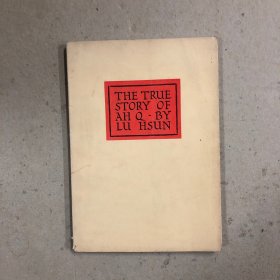 THE TRUE
STORY OF
AH Q · BY
LU HSUN